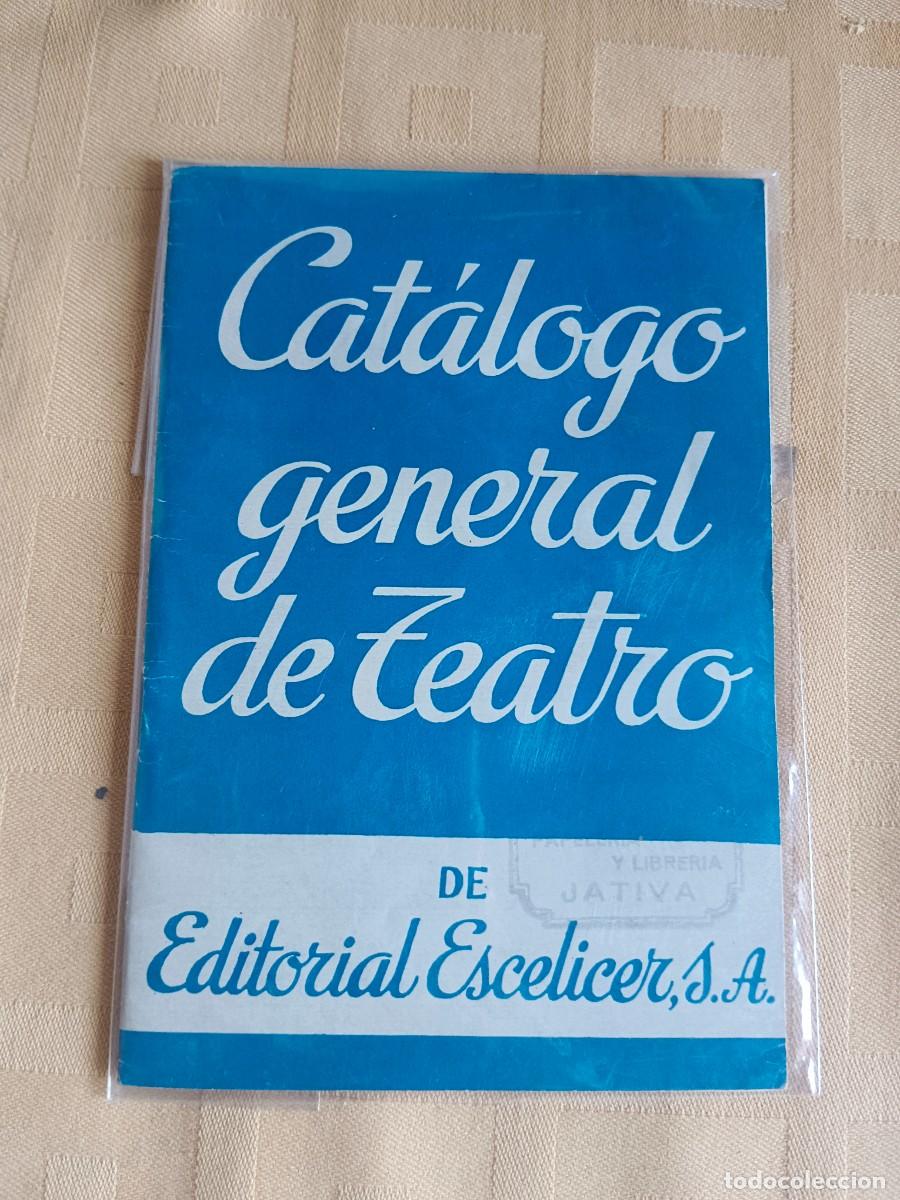 Catálogo
general
de Teatro
PAPELERIA
Y LIBRERIA
JATIVA
DE
Editorial Escelicer, S.A.
todocoleccion